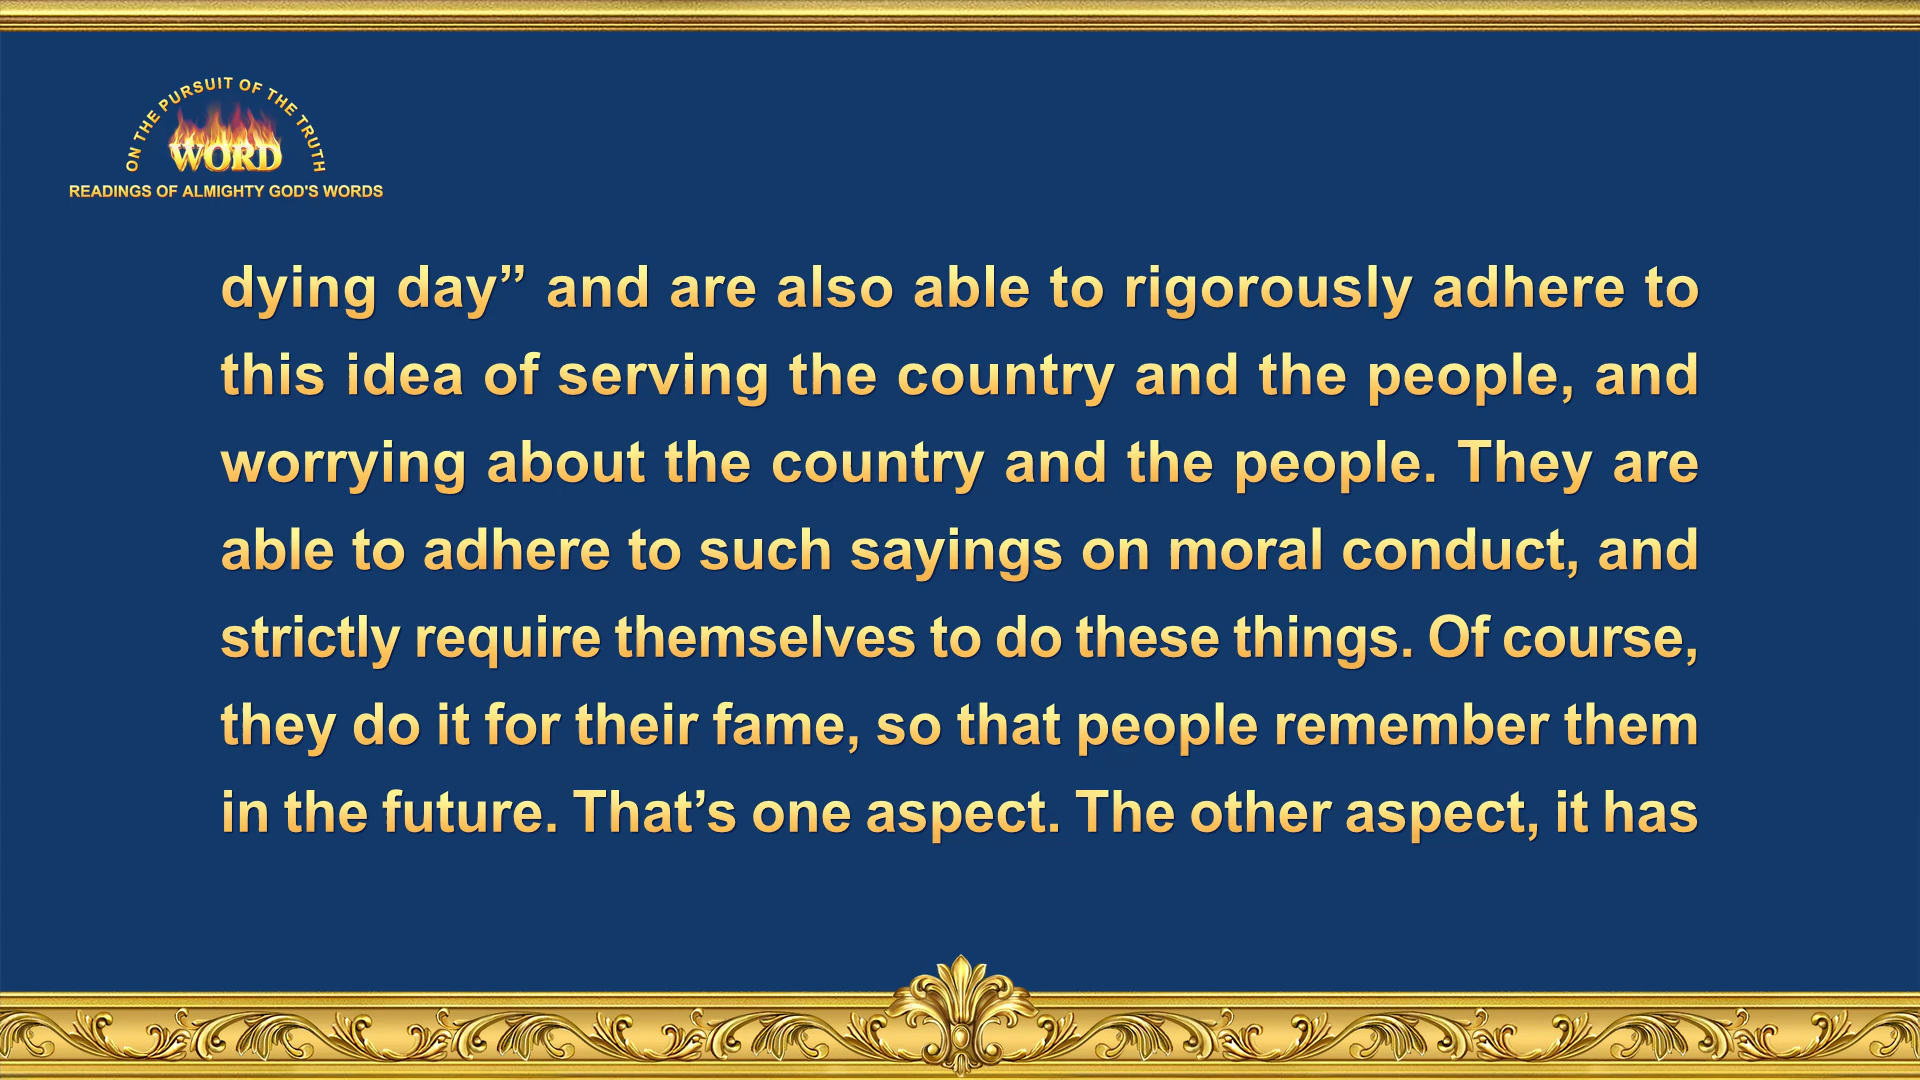 ON THE PURSUIT OF THE TRUTH
WORD
READINGS OF ALMIGHTY GOD'S WORDS
dying day” and are also able to rigorously adhere to
this idea of serving the country and the people, and
worrying about the country and the people. They are
able to adhere to such sayings on moral conduct, and
strictly require themselves to do these things. Of course,
they do it for their fame, so that people remember them
in the future. That’s one aspect. The other aspect, it has